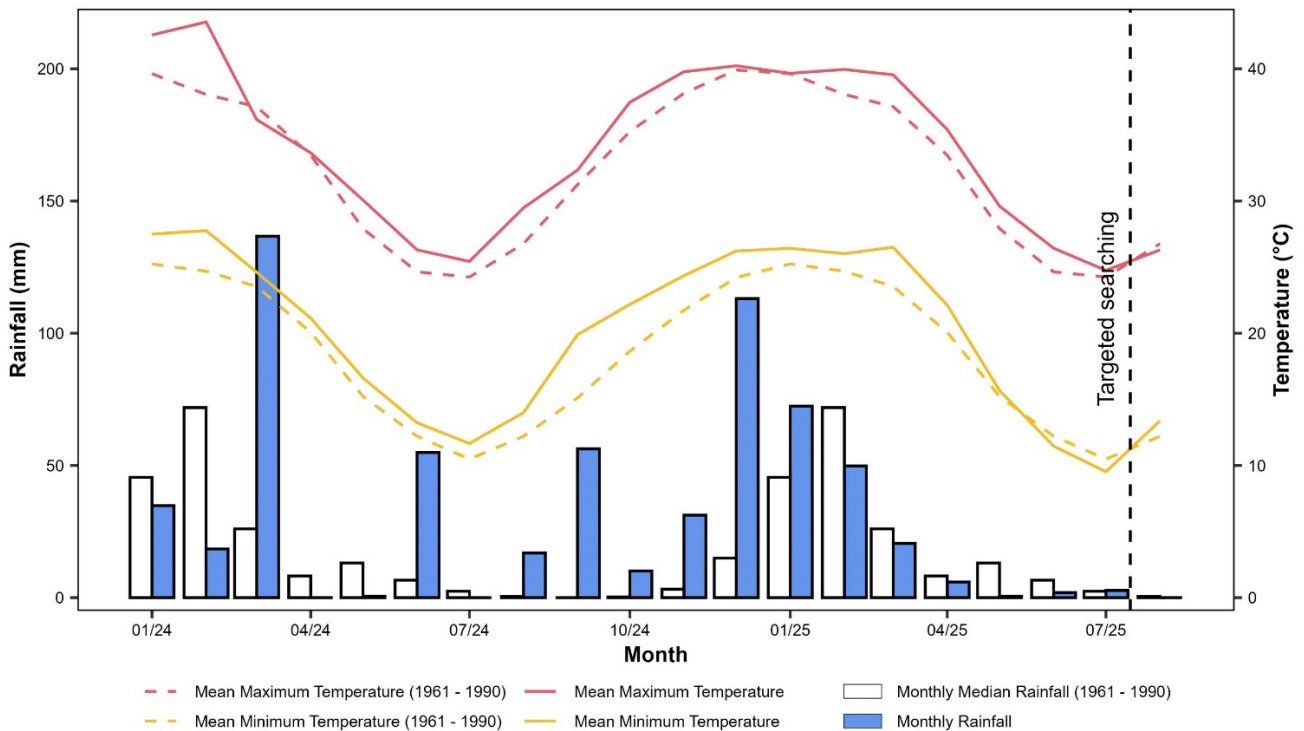 200
150
100
50
0
Rainfall (mm)
40
30
20
10
0
Temperature (°C)
Targeted searching
01/24 04/24 07/24 10/24 01/25 04/25 07/25
Month
Mean Maximum Temperature (1961 - 1990) Mean Maximum Temperature Monthly Median Rainfall (1961 - 1990)
Mean Minimum Temperature (1961 - 1990) Mean Minimum Temperature Monthly Rainfall